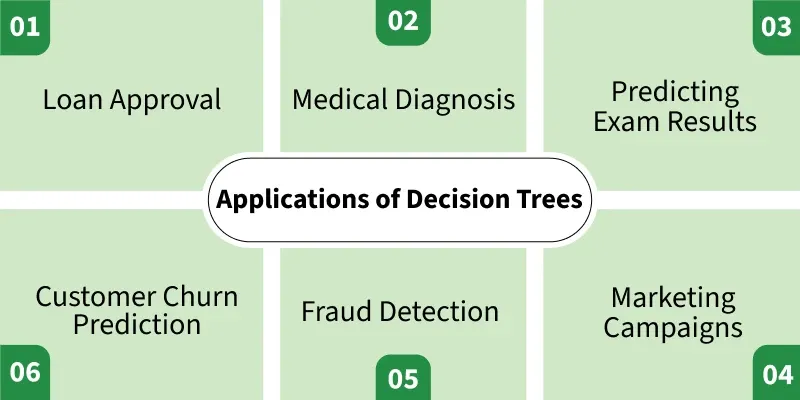 01
Loan Approval
02
Medical Diagnosis
03
Predicting
Exam Results
Applications of Decision Trees
Customer Churn
Prediction
06
Fraud Detection
05
Marketing
Campaigns
04